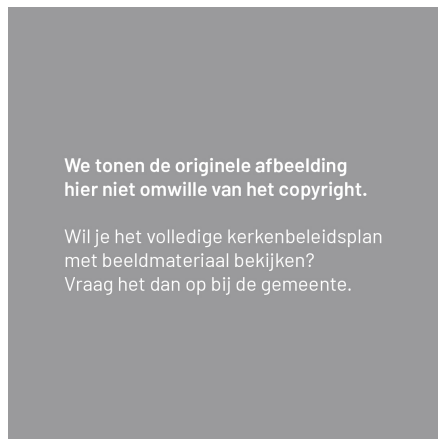 We tonen de originele afbeelding
hier niet omwille van het copyright.
Wil je het volledige kerkenbeleidsplan
met beeldmateriaal bekijken?
Vraag het dan op bij de gemeente.